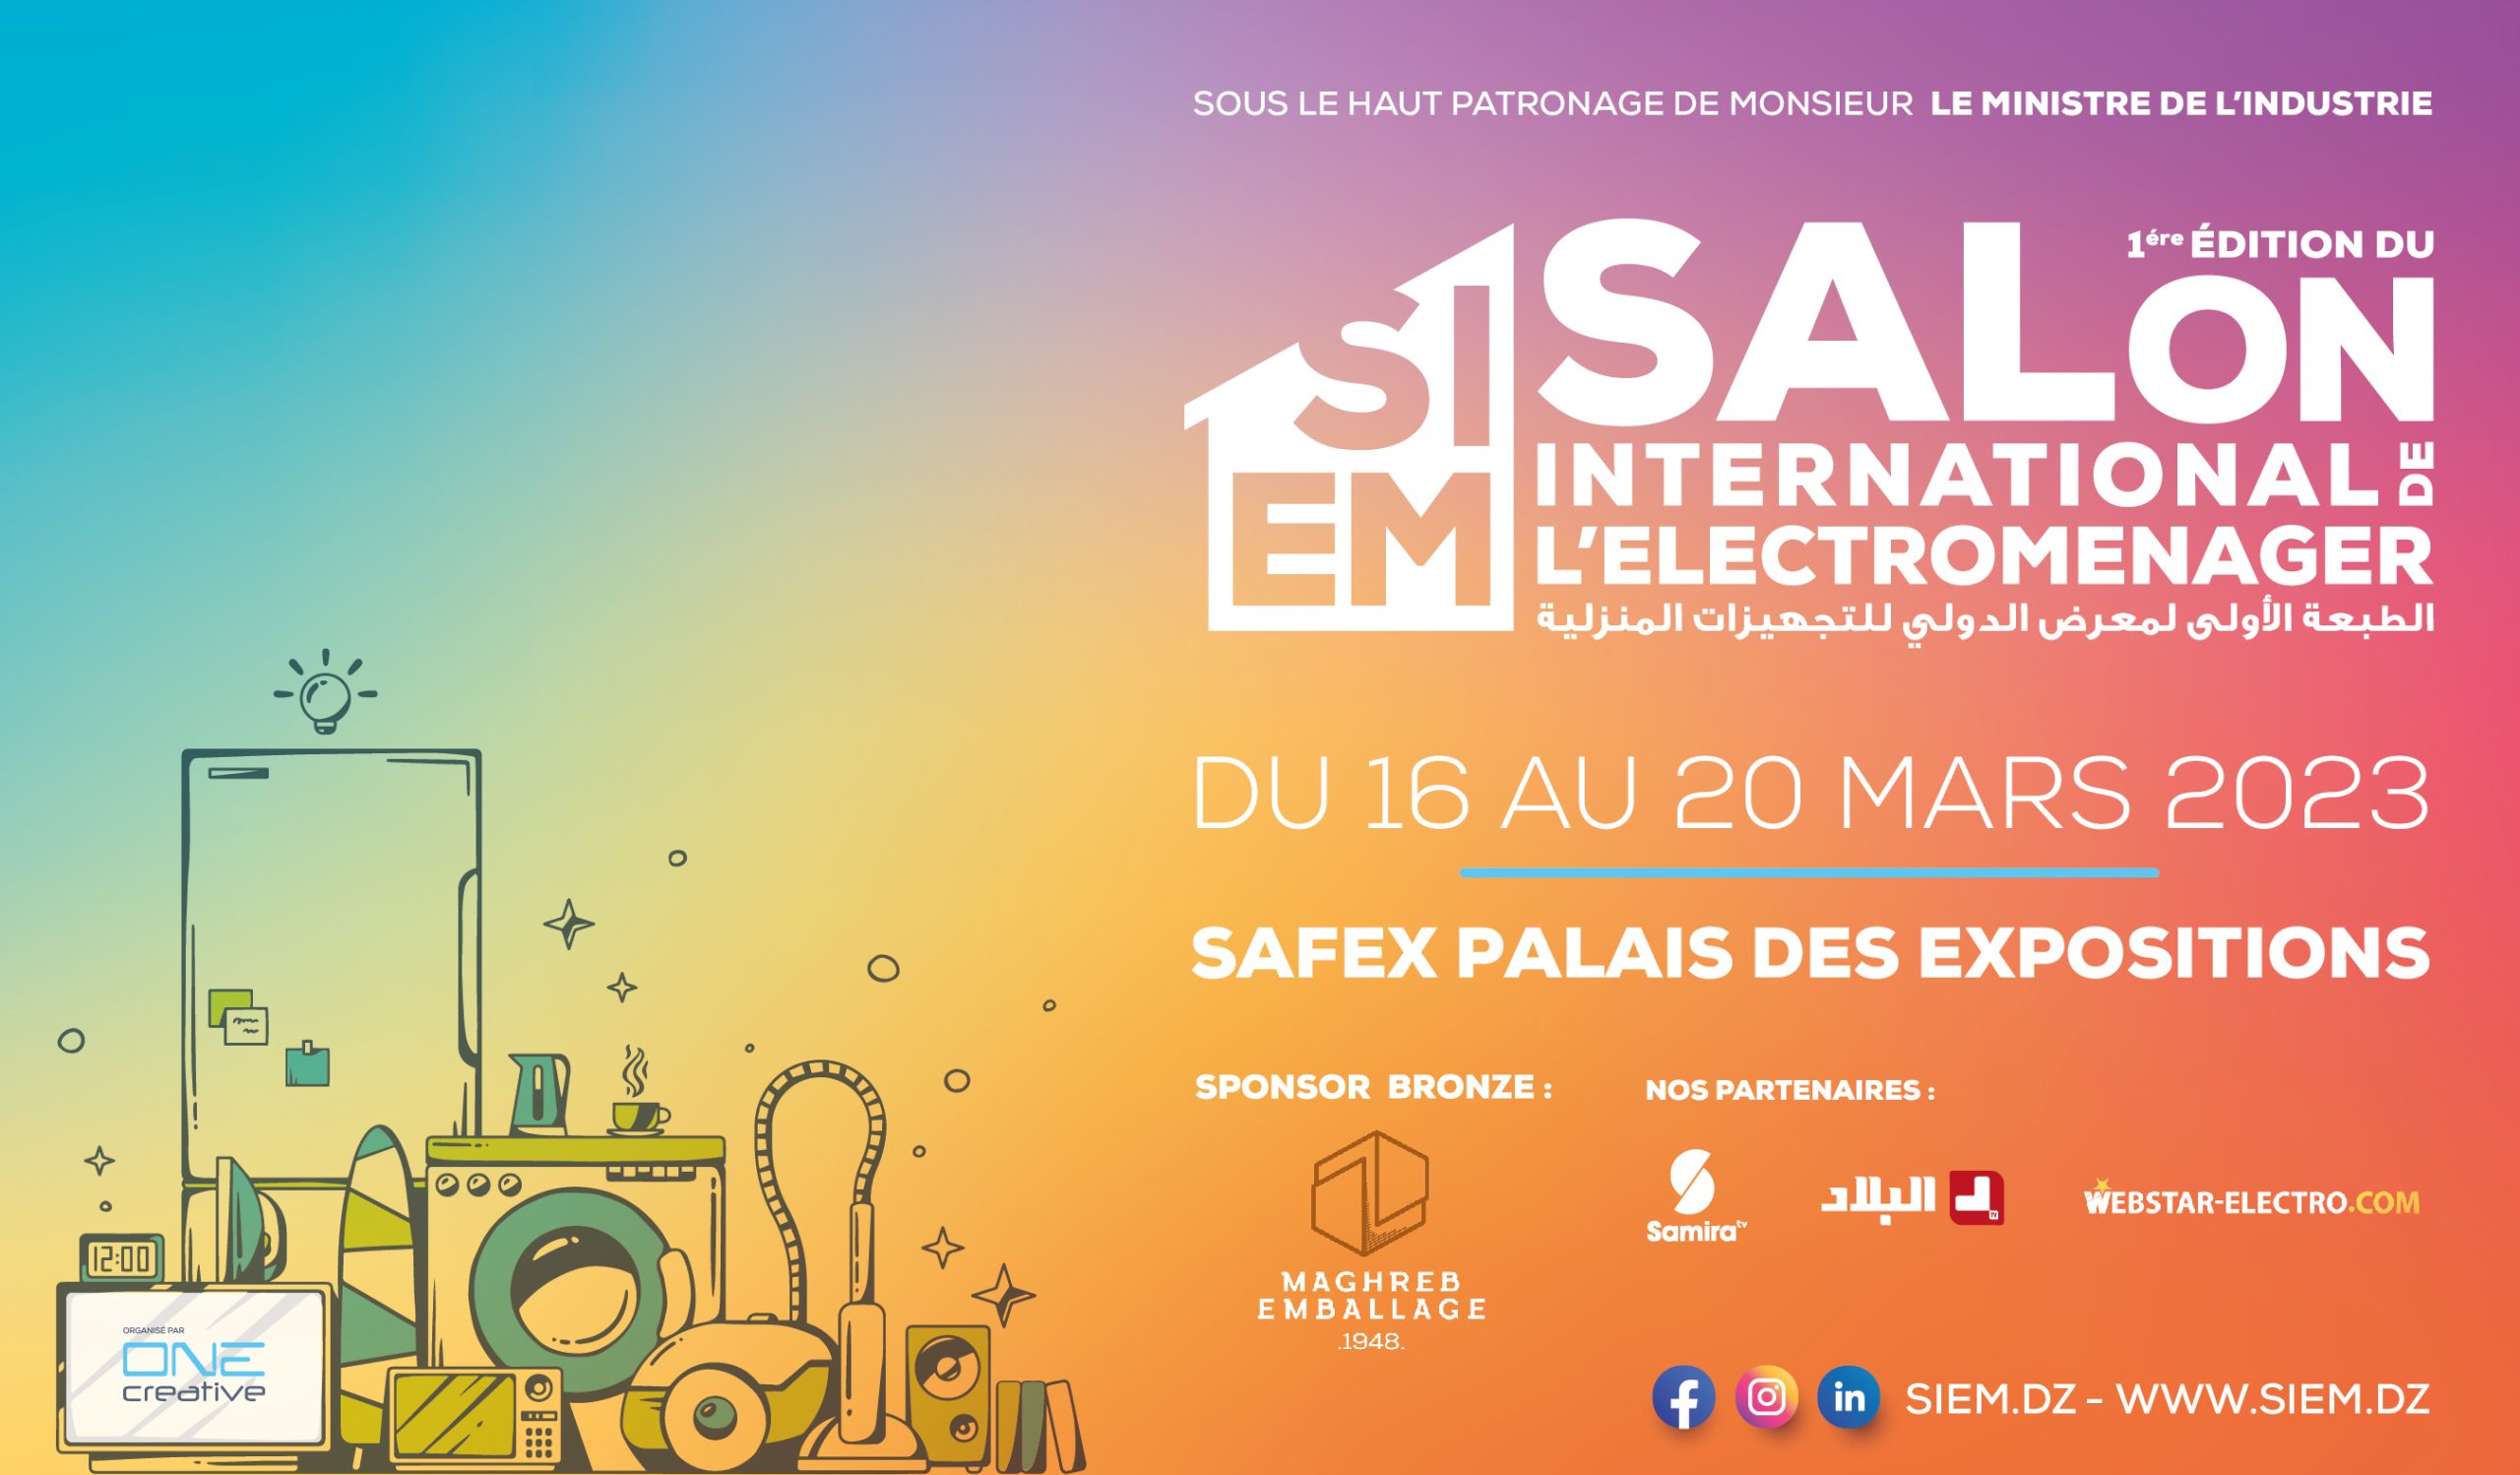 SOUS LE HAUT PATRONAGE DE MONSIEUR LE MINISTRE DE L'INDUSTRIE
1ére ÉDITION DU
SALON
INTERNATIONAL DE
L'ELECTROMENAGER
SI
EM
الطبعة الأولى لمعرض الدولي للتجهيزات المنزلية
DU 16 AU 20 MARS 2023
SAFEX PALAIS DES EXPOSITIONS
SPONSOR BRONZE :
MAGHREB
EMBALLAGE
.1948.
NOS PARTENAIRES :
Samira tv
البلاد
WEBSTAR-ELECTRO.COM
12:00
ORGANISÉ PAR
ONE
creative
f in SIEM.DZ - WWW.SIEM.DZ